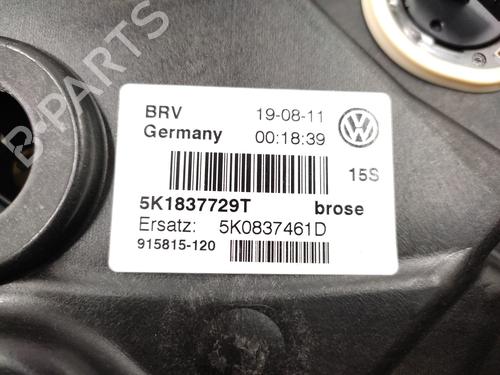 B-PARTS
BRV 19-08-11
Germany 00:18:39
15S
5K1837729T brose
Ersatz: 5K0837461D
915815-120